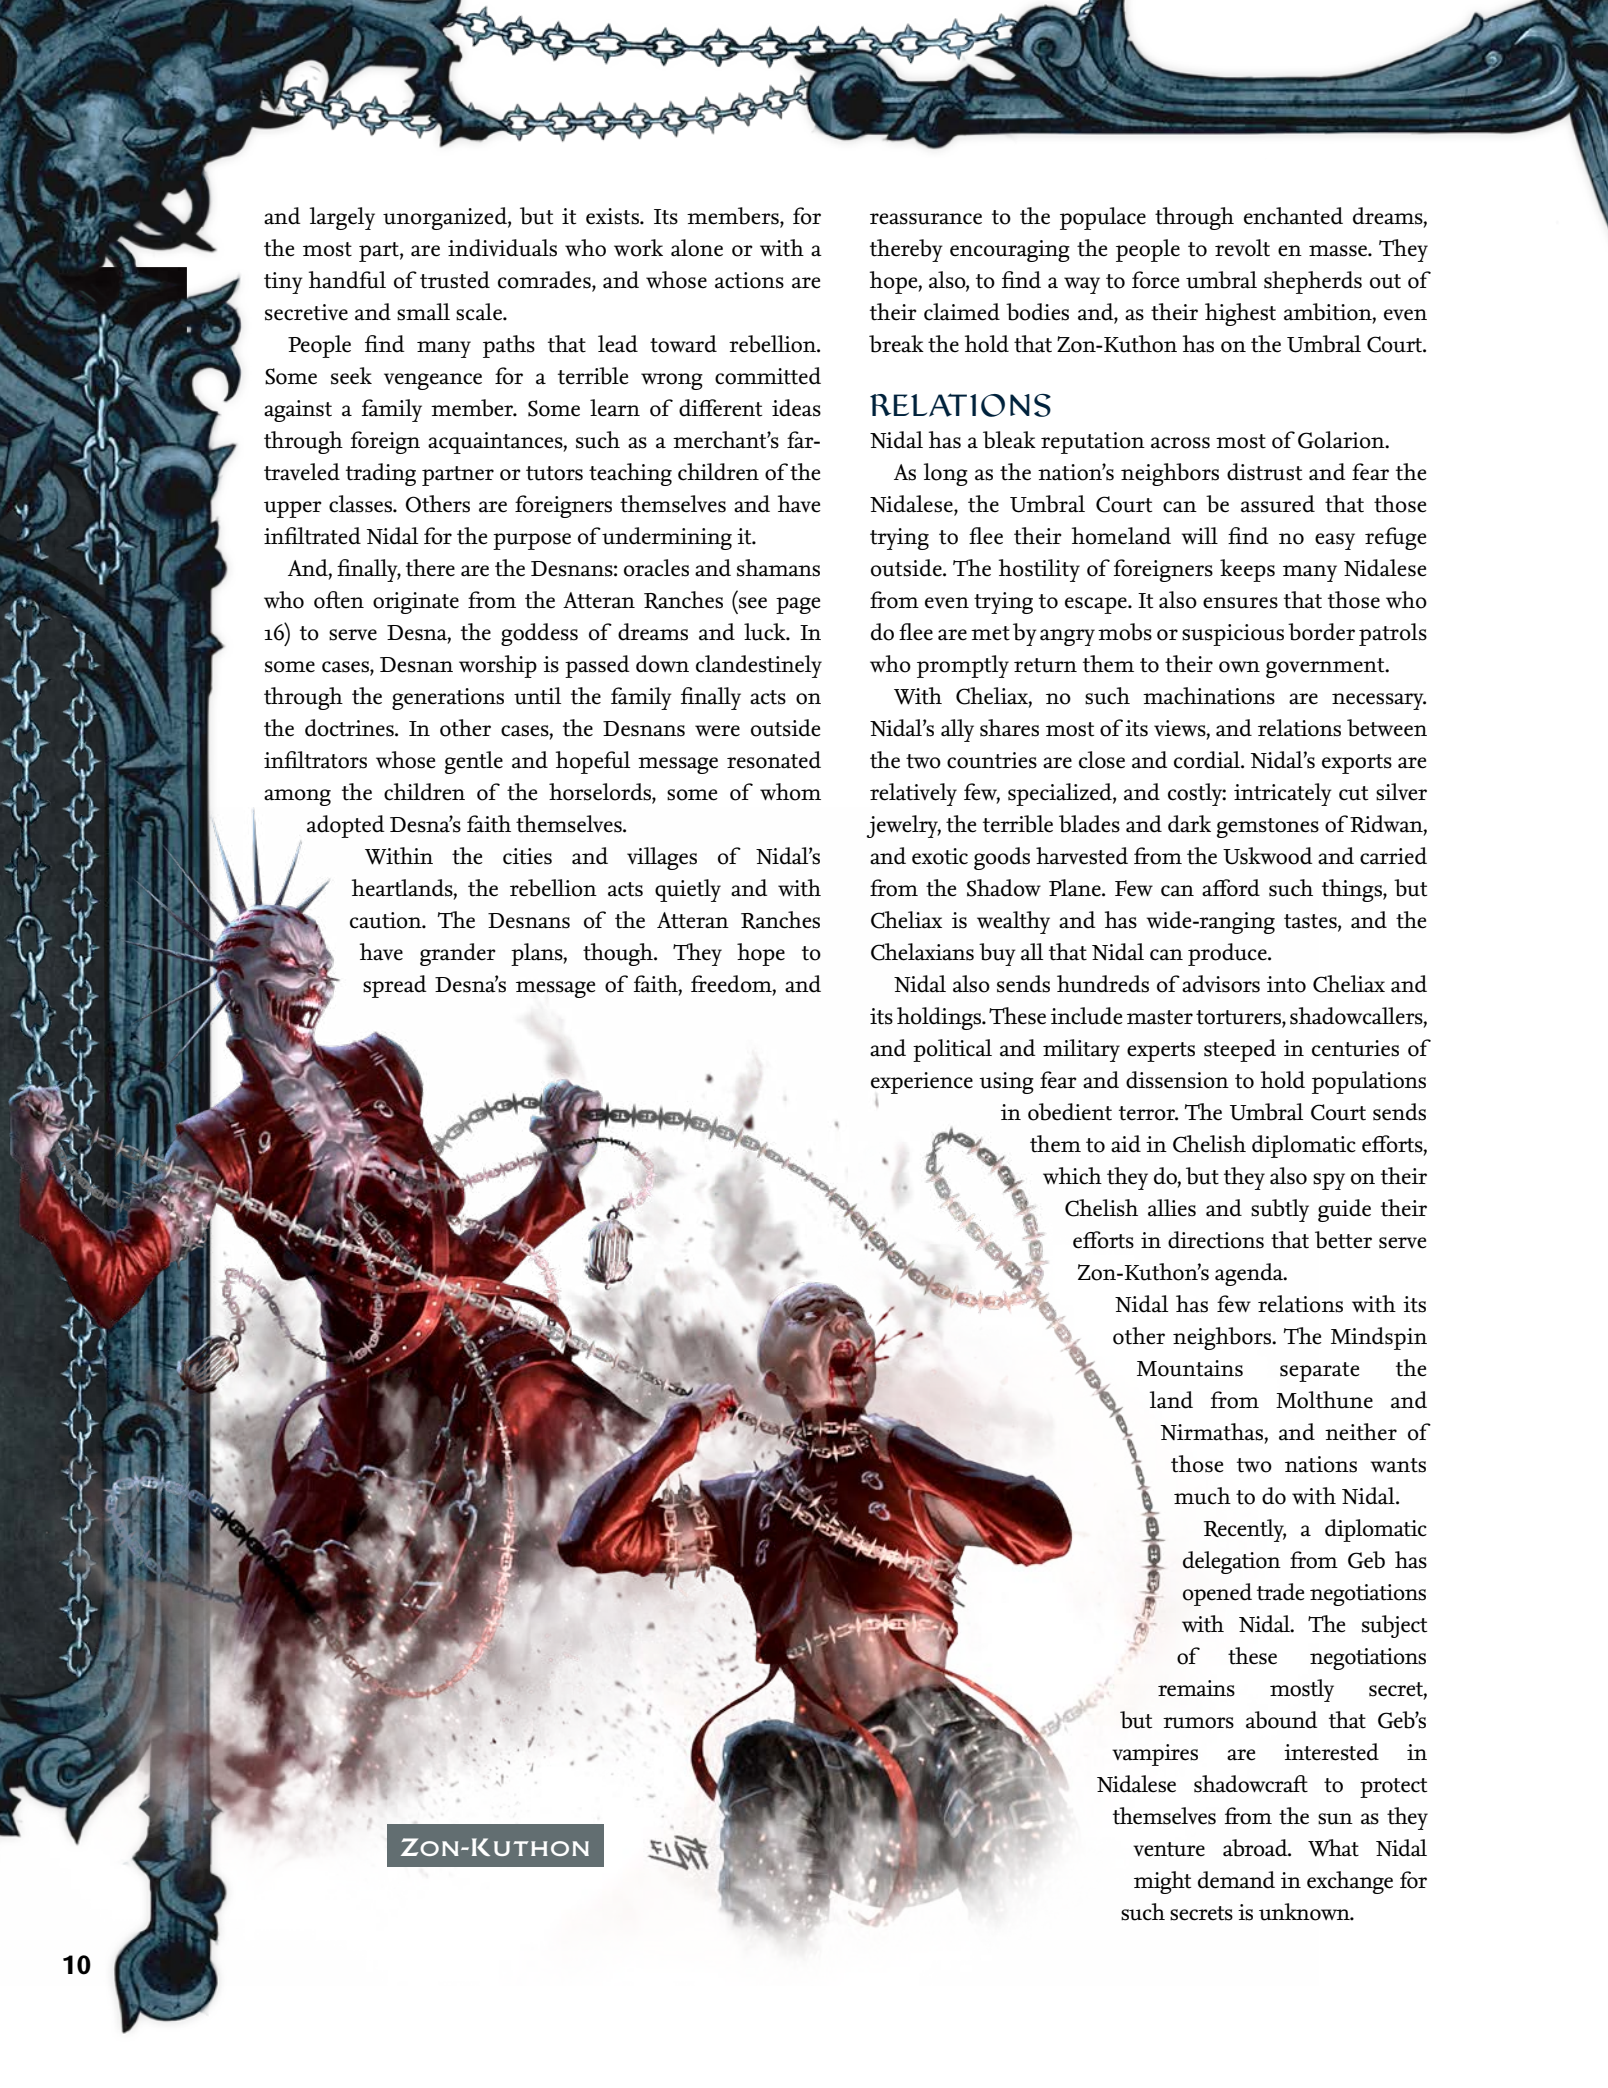 and largely unorganized, but it exists. Its members, for
the most part, are individuals who work alone or with a
tiny handful of trusted comrades, and whose actions are
secretive and small scale.
People find many paths that lead toward rebellion.
Some seek vengeance for a terrible wrong committed
against a family member. Some learn of different ideas
through foreign acquaintances, such as a merchant’s far-
traveled trading partner or tutors teaching children of the
upper classes. Others are foreigners themselves and have
infiltrated Nidal for the purpose of undermining it.
And, finally, there are the Desnans: oracles and shamans
who often originate from the Atteran Ranches (see page
16) to serve Desna, the goddess of dreams and luck. In
some cases, Desnan worship is passed down clandestinely
through the generations until the family finally acts on
the doctrines. In other cases, the Desnans were outside
infiltrators whose gentle and hopeful message resonated
among the children of the horselords, some of whom
adopted Desna’s faith themselves.
Within the cities and villages of Nidal’s
heartlands, the rebellion acts quietly and with
caution. The Desnans of the Atteran Ranches
have grander plans, though. They hope to
spread Desna’s message of faith, freedom, and
reassurance to the populace through enchanted dreams,
thereby encouraging the people to revolt en masse. They
hope, also, to find a way to force umbral shepherds out of
their claimed bodies and, as their highest ambition, even
break the hold that Zon-Kuthon has on the Umbral Court.
RELATIONS
Nidal has a bleak reputation across most of Golarion.
As long as the nation’s neighbors distrust and fear the
Nidalese, the Umbral Court can be assured that those
trying to flee their homeland will find no easy refuge
outside. The hostility of foreigners keeps many Nidalese
from even trying to escape. It also ensures that those who
do flee are met by angry mobs or suspicious border patrols
who promptly return them to their own government.
With Cheliax, no such machinations are necessary.
Nidal’s ally shares most of its views, and relations between
the two countries are close and cordial. Nidal’s exports are
relatively few, specialized, and costly: intricately cut silver
jewelry, the terrible blades and dark gemstones of Ridwan,
and exotic goods harvested from the Uskwood and carried
from the Shadow Plane. Few can afford such things, but
Cheliax is wealthy and has wide-ranging tastes, and the
Chelaxians buy all that Nidal can produce.
Nidal also sends hundreds of advisors into Cheliax and
its holdings. These include master torturers, shadowcallers,
and political and military experts steeped in centuries of
experience using fear and dissension to hold populations
in obedient terror. The Umbral Court sends
them to aid in Chelish diplomatic efforts,
which they do, but they also spy on their
Chelish allies and subtly guide their
efforts in directions that better serve
Zon-Kuthon’s agenda.
Nidal has few relations with its
other neighbors. The Mindspin
Mountains separate the
land from Molthune and
Nirmathas, and neither of
those two nations wants
much to do with Nidal.
Recently, a diplomatic
delegation from Geb has
opened trade negotiations
with Nidal. The subject
of these negotiations
remains mostly secret,
but rumors abound that Geb’s
vampires are interested in
Nidalese shadowcraft to protect
themselves from the sun as they
venture abroad. What Nidal
might demand in exchange for
such secrets is unknown.
ZON-KUTHON
10